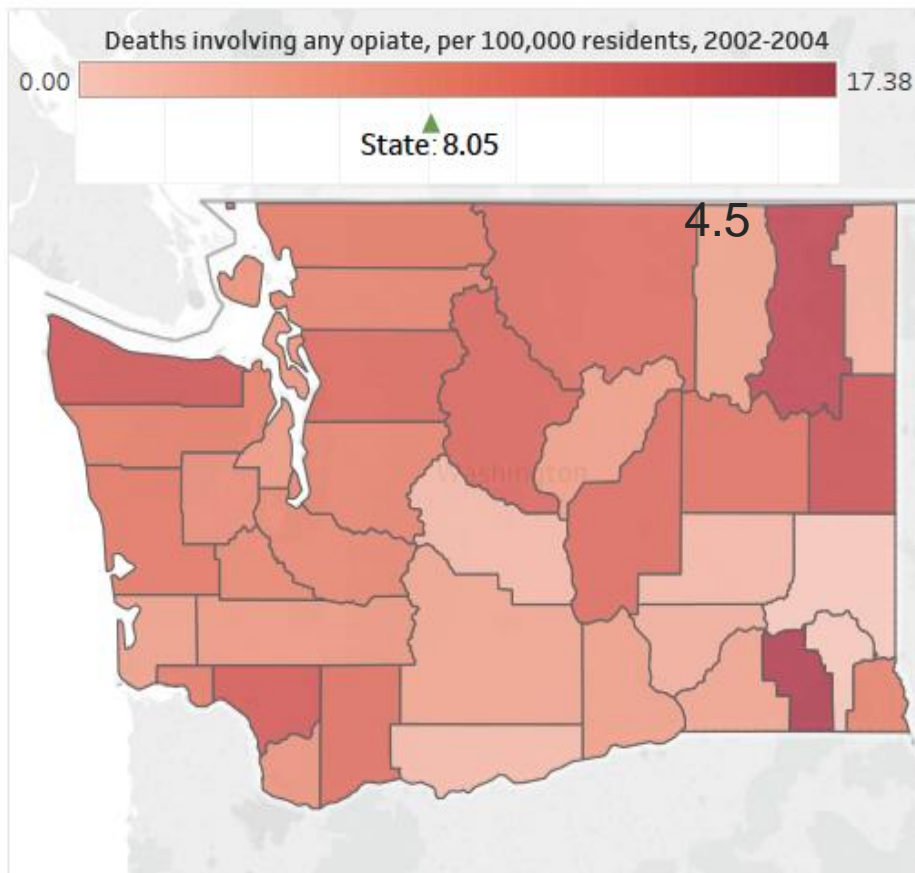 Deaths involving any opiate, per 100,000 residents, 2002-2004
0.00 17.38
State: 8.05
4.5
Washington